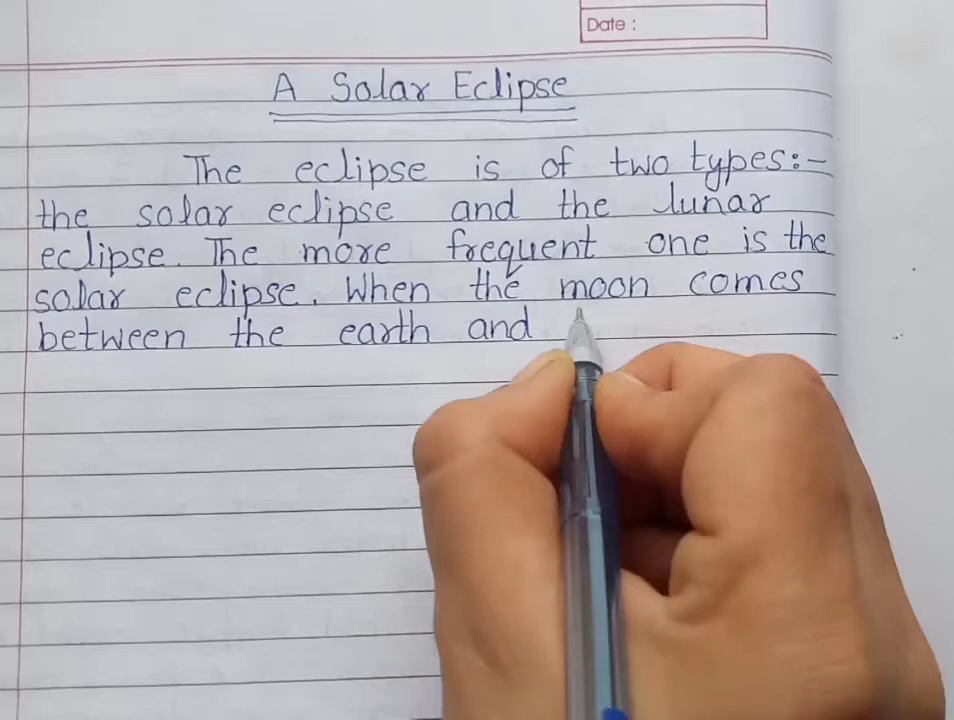 Date :
A Solar Eclipse
The eclipse is of two types:-
the solar eclipse and the lunar
eclipse. The more frequent one is the
solar eclipse. When the moon comes
between the earth and